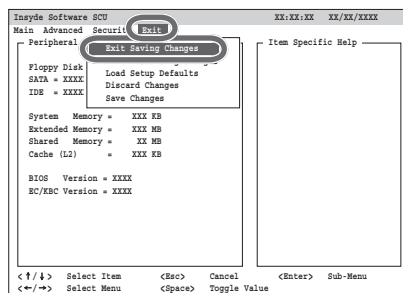 Insyde Software SCU XX:XX:XX XX/XX/XXXX
Main Advanced Securit Exit
Peripheral Item Specific Help
Exit Saving Changes
Floppy Disk
Load Setup Defaults
SATA = XXXX
Discard Changes
IDE = XXXX
Save Changes
System Memory = XXX KB
Extended Memory = XXX MB
Shared Memory = XX MB
Cache (L2) = XXX KB
BIOS Version = XXXX
EC/KBC Version = XXXX
<↑/↓> Select Item <Esc> Cancel <Enter> Sub-Menu
<←/→> Select Menu <Space> Toggle Value